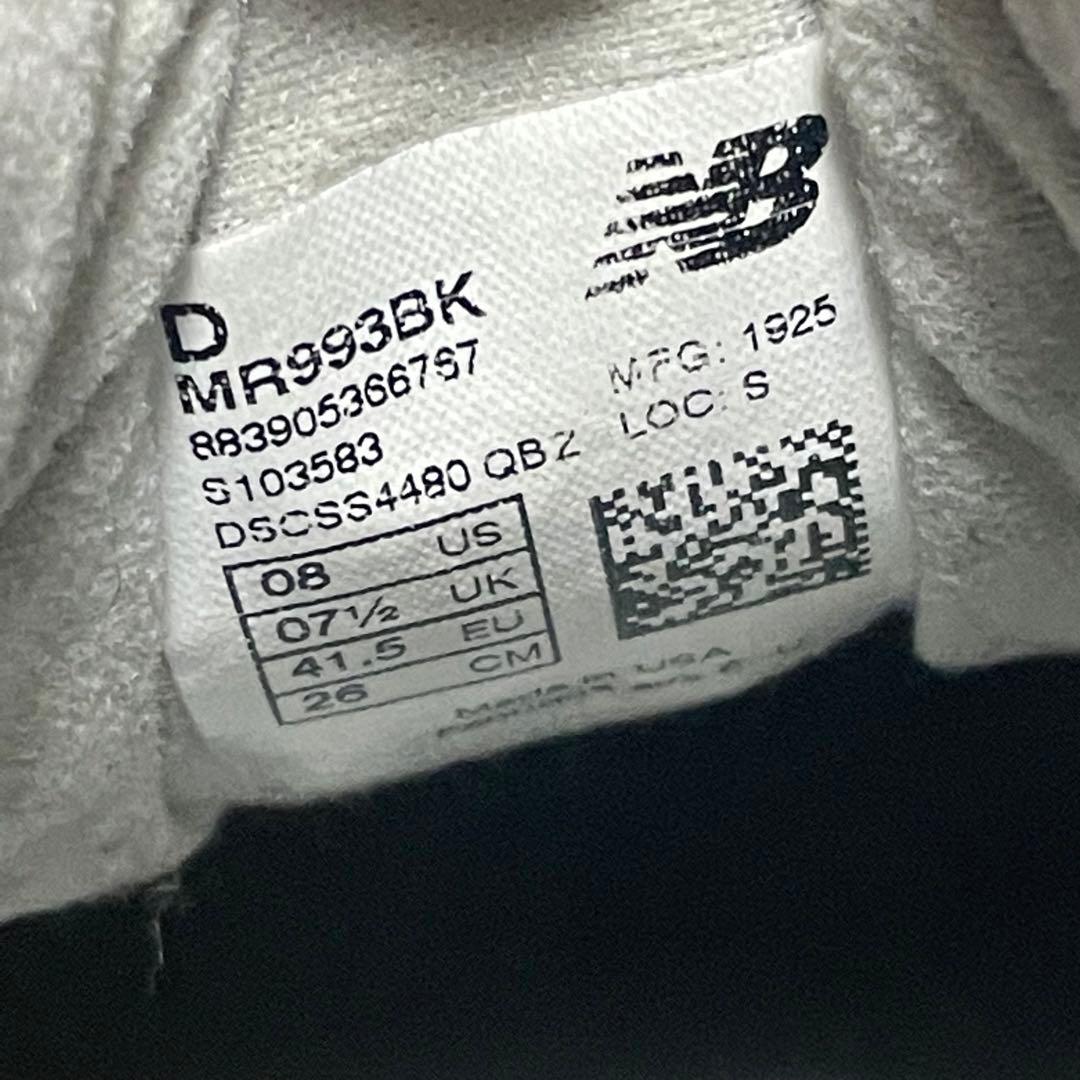 NB
D
MR993BK
883905366767
S103583
DSCSS4480 QBZ
MFG: 1925
LOC: S
08 US
07½ UK
41.5 EU
26 CM
Made in USA